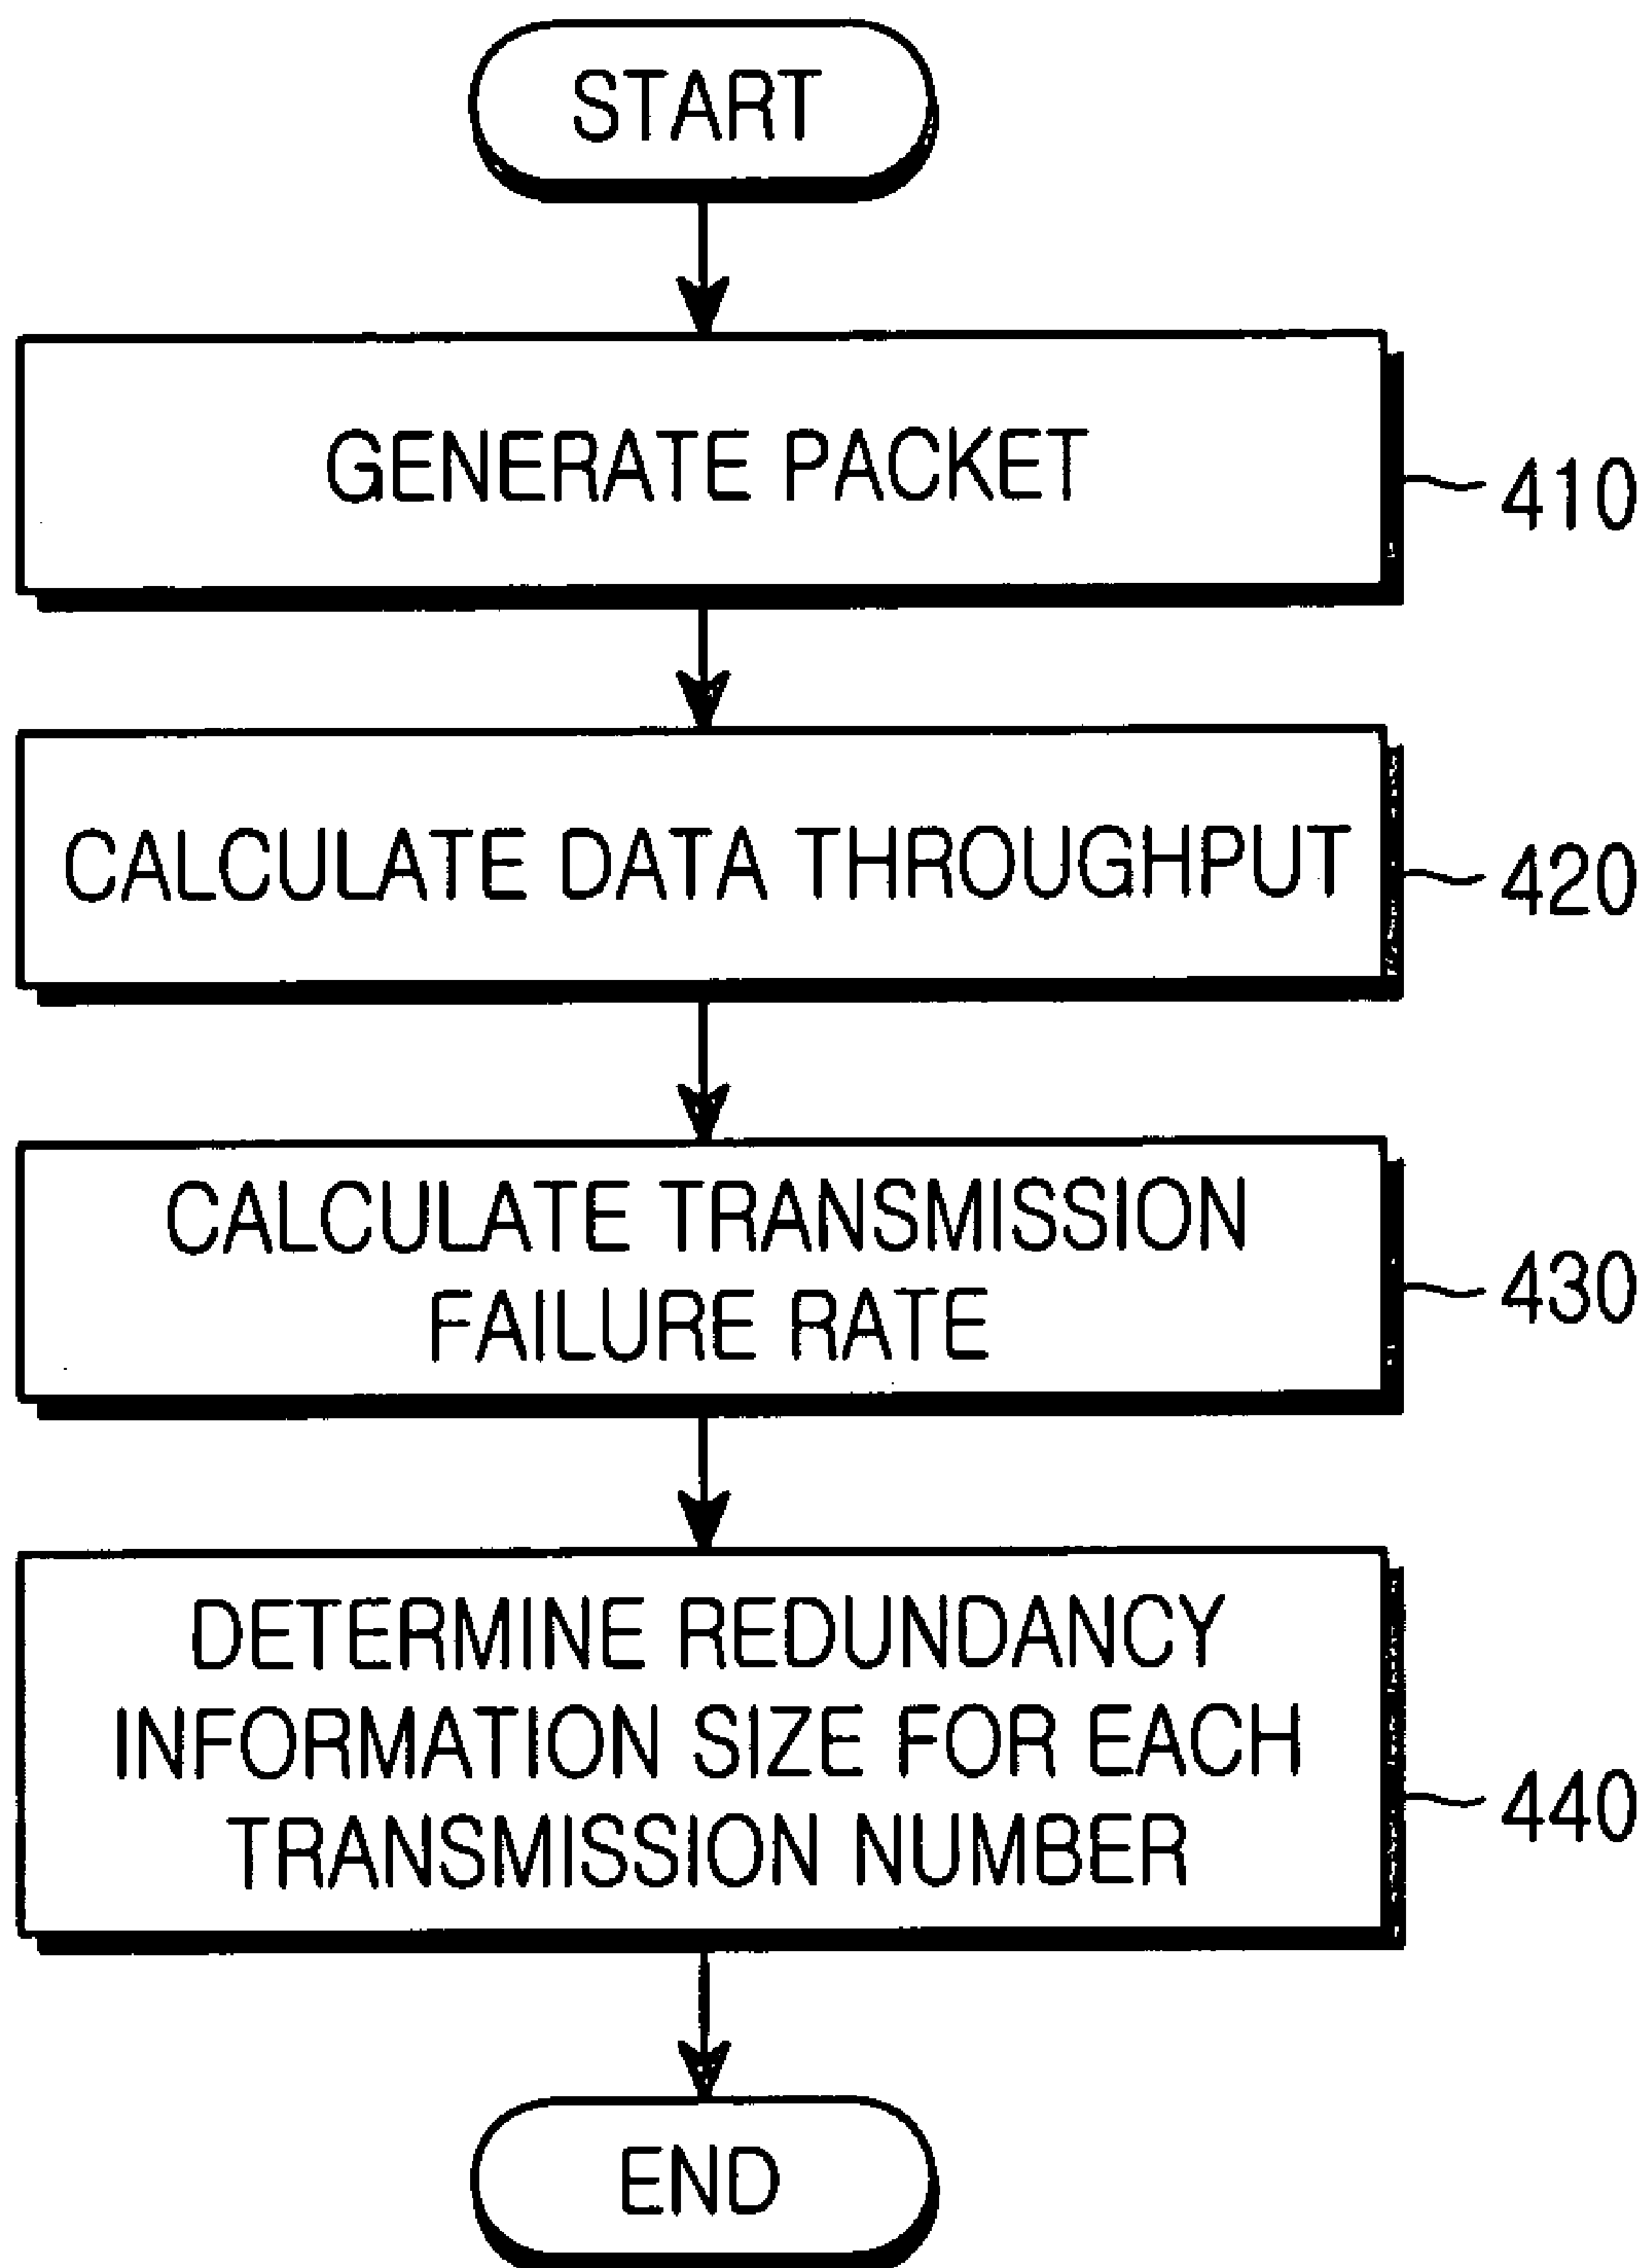 START
GENERATE PACKET
410
CALCULATE DATA THROUGHPUT
420
CALCULATE TRANSMISSION
FAILURE RATE
430
DETERMINE REDUNDANCY
INFORMATION SIZE FOR EACH
TRANSMISSION NUMBER
440
END